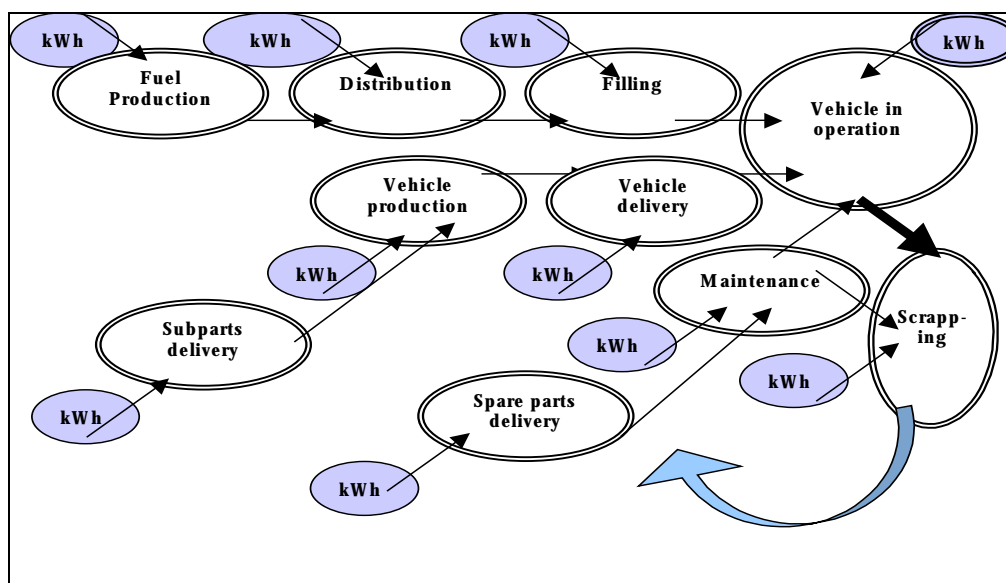 kWh
kWh
kWh
kWh
Fuel
Production
Distribution
Filling
Vehicle in
operation
Vehicle
production
Vehicle
delivery
kWh
kWh
Maintenance
Subparts
delivery
Scrapp-
ing
kWh
kWh
kWh
Spare parts
delivery
kWh